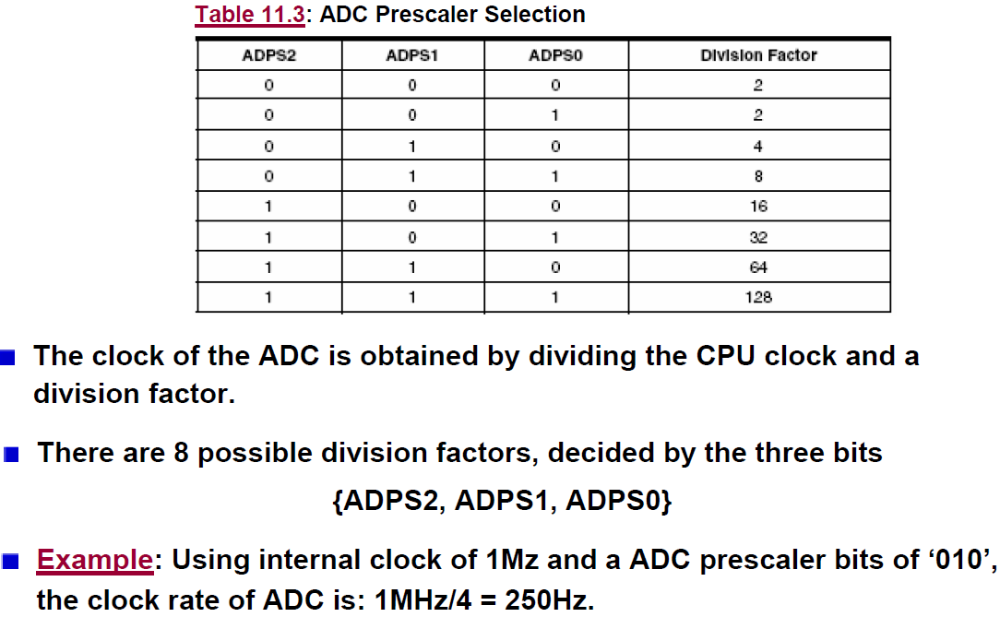 Table 11.3: ADC Prescaler Selection
ADPS2 ADPS1 ADPS0 Division Factor
0 0 0 2
0 0 1 2
0 1 0 4
0 1 1 8
1 0 0 16
1 0 1 32
1 1 0 64
1 1 1 128
The clock of the ADC is obtained by dividing the CPU clock and a
division factor.
There are 8 possible division factors, decided by the three bits
{ADPS2, ADPS1, ADPS0}
Example: Using internal clock of 1Mz and a ADC prescaler bits of ‘010’,
the clock rate of ADC is: 1MHz/4 = 250Hz.